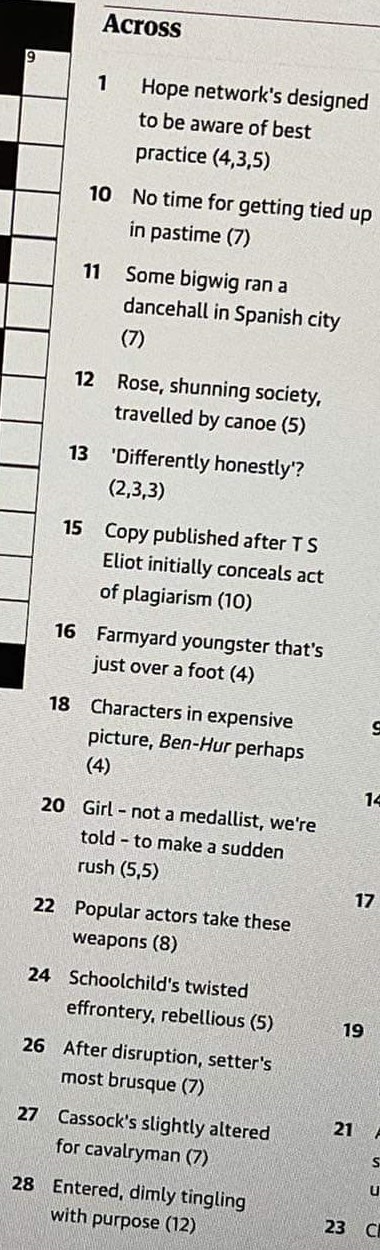 9
Across
1 Hope network's designed
to be aware of best
practice (4,3,5)
10 No time for getting tied up
in pastime (7)
11 Some bigwig ran a
dancehall in Spanish city
(7)
12 Rose, shunning society,
travelled by canoe (5)
13 'Differently honestly'?
(2,3,3)
15 Copy published after T S
Eliot initially conceals act
of plagiarism (10)
16 Farmyard youngster that's
just over a foot (4)
18 Characters in expensive
picture, Ben-Hur perhaps
(4)
20 Girl – not a medallist, we're
told – to make a sudden
rush (5,5)
22 Popular actors take these
weapons (8)
24 Schoolchild's twisted
effrontery, rebellious (5)
26 After disruption, setter's
most brusque (7)
27 Cassock's slightly altered
for cavalryman (7)
28 Entered, dimly tingling
with purpose (12)
14
17
19
21
23